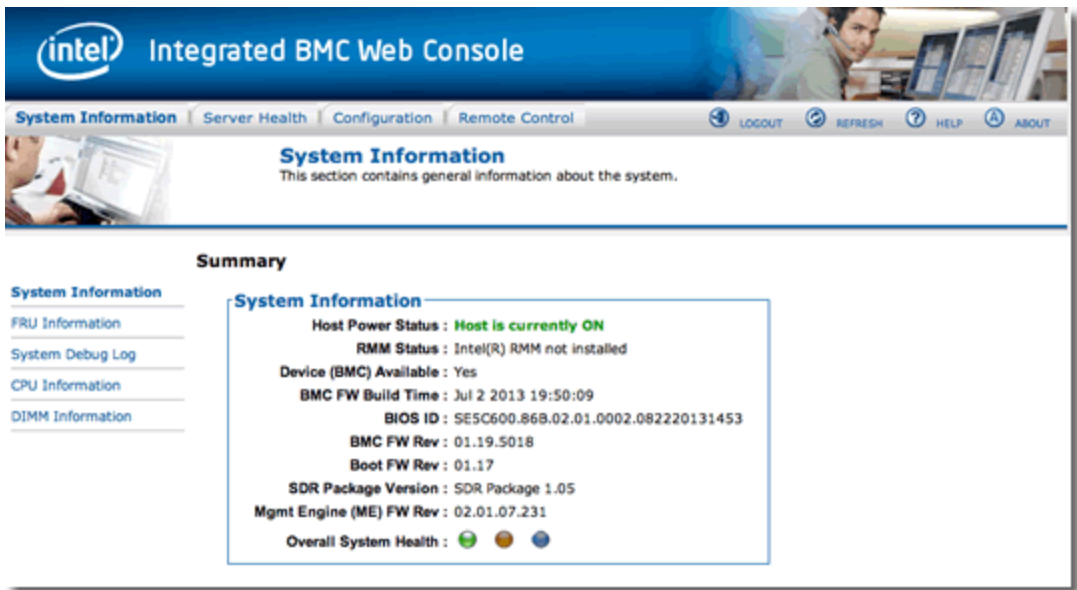 intel Integrated BMC Web Console
System Information Server Health Configuration Remote Control LOGOUT REFRESH ? HELP A ABOUT
System Information
This section contains general information about the system.
Summary
System Information
FRU Information
System Debug Log
CPU Information
DIMM Information
System Information
Host Power Status : Host is currently ON
RMM Status : Intel(R) RMM not installed
Device (BMC) Available : Yes
BMC FW Build Time : Jul 2 2013 19:50:09
BIOS ID : SE5C600.86B.02.01.0002.082220131453
BMC FW Rev : 01.19.5018
Boot FW Rev : 01.17
SDR Package Version : SDR Package 1.05
Mgmt Engine (ME) FW Rev : 02.01.07.231
Overall System Health :